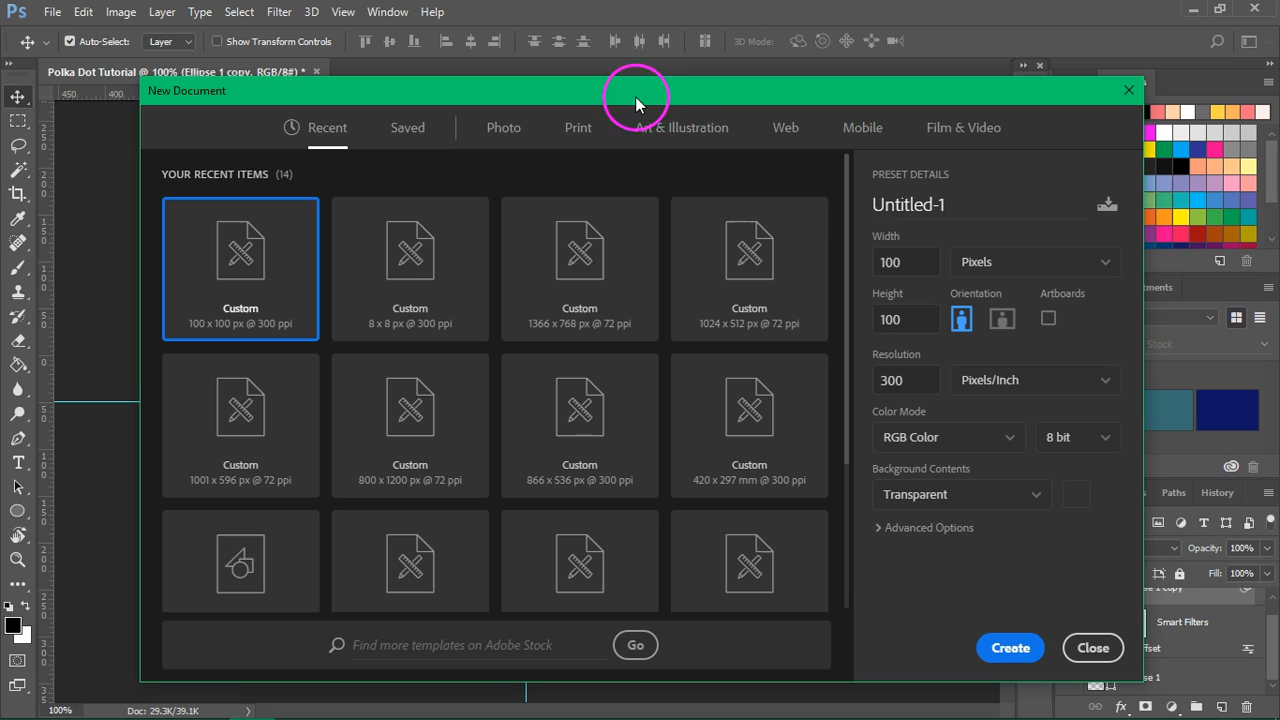 Ps File Edit Image Layer Type Select Filter 3D View Window Help
Auto-Select: Layer Show Transform Controls 3D Mode:
Polka Dot Tutorial @ 100% (Ellipse 1 copy, RGB/8#) *
450 400
New Document
Recent Saved Photo Print Art & Illustration Web Mobile Film & Video
YOUR RECENT ITEMS (14)
Custom
100 x 100 px @ 300 ppi
Custom
8 x 8 px @ 300 ppi
Custom
1366 x 768 px @ 72 ppi
Custom
1024 x 512 px @ 72 ppi
Custom
1001 x 596 px @ 72 ppi
Custom
800 x 1200 px @ 72 ppi
Custom
866 x 536 px @ 300 ppi
Custom
420 x 297 mm @ 300 ppi
Find more templates on Adobe Stock Go
PRESET DETAILS
Untitled-1
Width
100 Pixels
Height Orientation Artboards
100
Resolution
300 Pixels/Inch
Color Mode
RGB Color 8 bit
Background Contents
Transparent
Advanced Options
Create Close
Stock
Paths History
Opacity: 100%
Fill: 100%
1 copy
Smart Filters
100% Doc: 29.3K/39.1K